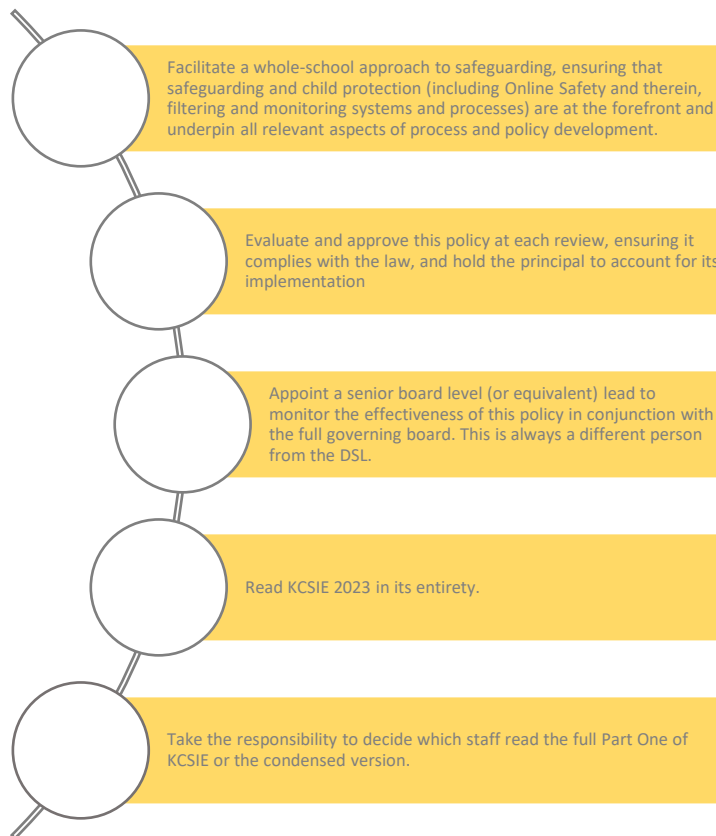 Facilitate a whole-school approach to safeguarding, ensuring that
safeguarding and child protection (including Online Safety and therein,
filtering and monitoring systems and processes) are at the forefront and
underpin all relevant aspects of process and policy development.
Evaluate and approve this policy at each review, ensuring it
complies with the law, and hold the principal to account for its
implementation
Appoint a senior board level (or equivalent) lead to
monitor the effectiveness of this policy in conjunction with
the full governing board. This is always a different person
from the DSL.
Read KCSIE 2023 in its entirety.
Take the responsibility to decide which staff read the full Part One of
KCSIE or the condensed version.